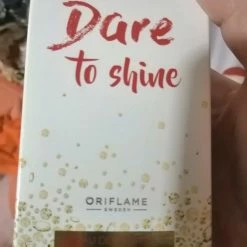 Dare
to shine
ORIFLAME
SWEDEN